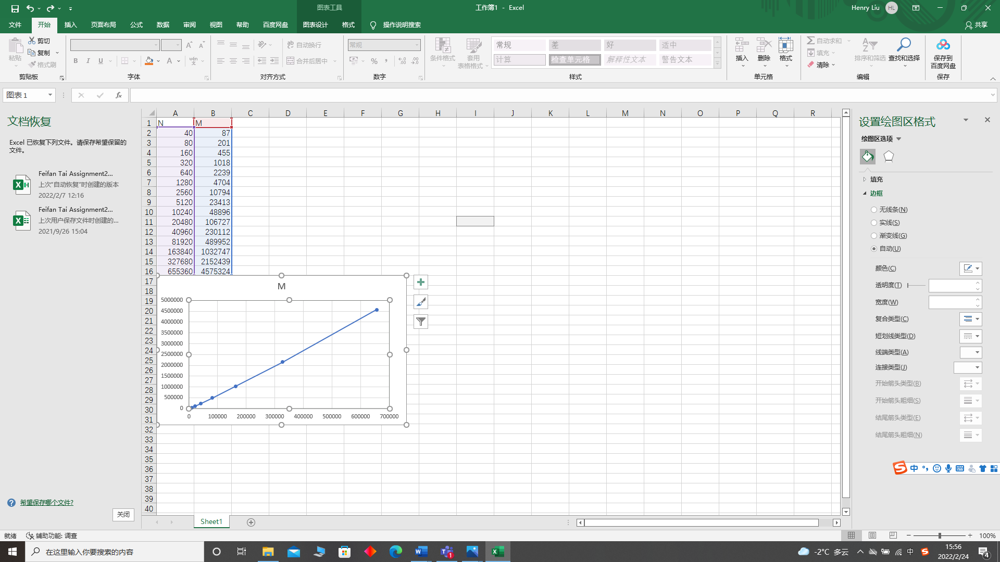 图表工具
工作簿1 - Excel
Henry Liu HL
文件 开始 插入 页面布局 公式 数据 审阅 视图 帮助 百度网盘 图表设计 格式 操作说明搜索 共享
粘贴 剪切 复制 格式刷
B I U A wén
自动换行 合并后居中
常规
% , .00
条件格式 套用表格格式
常规 差 好 适中
计算 检查单元格 解释性文本 警告文本
插入 删除 格式
自动求和 填充 清除 排序和筛选 查找和选择
保存到百度网盘
剪贴板 字体 对齐方式 数字 样式 单元格 编辑 保存
图表 1 fx
文档恢复
Excel 已恢复下列文件。请保存希望保留的
文件。
Feifan Tai Assignment2...
上次“自动恢复”时创建的版本
2022/2/7 12:16
Feifan Tai Assignment2...
上次用户保存文件时创建的...
2021/9/26 15:04
希望保存哪个文件?
关闭
A B C D E F G H I J K L M N O P Q R
1 N M
2 40 87
3 80 201
4 160 455
5 320 1018
6 640 2239
7 1280 4704
8 2560 10794
9 5120 23413
10 10240 48896
11 20480 106727
12 40960 230112
13 81920 489952
14 163840 1032747
15 327680 2152439
16 655360 4575324
17
18
19
20
21
22
23
24
25
26
27
28
29
30
31
32
33
34
35
36
37
38
39
40
M
5000000
4500000
4000000
3500000
3000000
2500000
2000000
1500000
1000000
500000
0
0 100000 200000 300000 400000 500000 600000 700000
设置绘图区格式
绘图区选项
填充
边框
无线条(N)
实线(S)
渐变线(G)
自动(U)
颜色(C)
透明度(T)
宽度(W)
复合类型(C)
短划线类型(D)
线端类型(A)
连接类型(J)
开始箭头类型(B)
开始箭头粗细(S)
结尾箭头类型(E)
结尾箭头粗细(N)
S 中
Sheet1
就绪 辅助功能: 调查 100%
在这里输入你要搜索的内容
-2°C 多云 中
15:56
2022/2/24
4